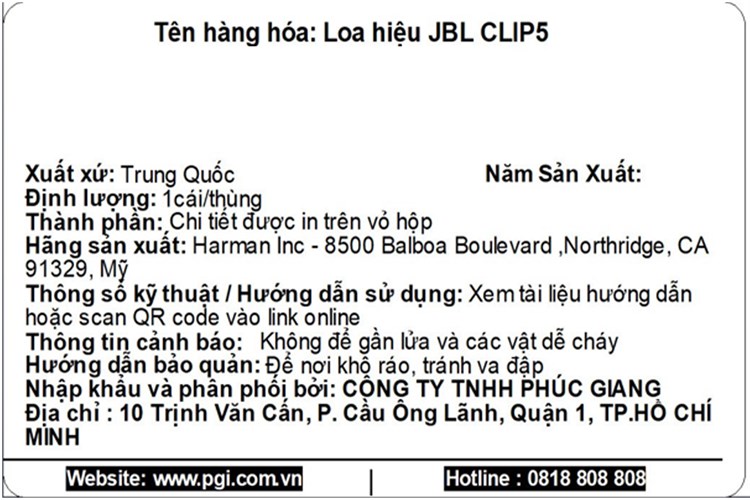 Tên hàng hóa: Loa hiệu JBL CLIP5
Xuất xứ: Trung Quốc
Năm Sản Xuất:
Định lượng: 1cái/thùng
Thành phần: Chi tiết được in trên vỏ hộp
Hãng sản xuất: Harman Inc - 8500 Balboa Boulevard ,Northridge, CA
91329, Mỹ
Thông số kỹ thuật / Hướng dẫn sử dụng: Xem tài liệu hướng dẫn
hoặc scan QR code vào link online
Thông tin cảnh báo: Không để gần lửa và các vật dễ cháy
Hướng dẫn bảo quản: Để nơi khô ráo, tránh va đập
Nhập khẩu và phân phối bởi: CÔNG TY TNHH PHÚC GIANG
Địa chỉ : 10 Trịnh Văn Cấn, P. Cầu Ông Lãnh, Quận 1, TP.HỒ CHÍ
MINH
Website: www.pgi.com.vn | Hotline : 0818 808 808